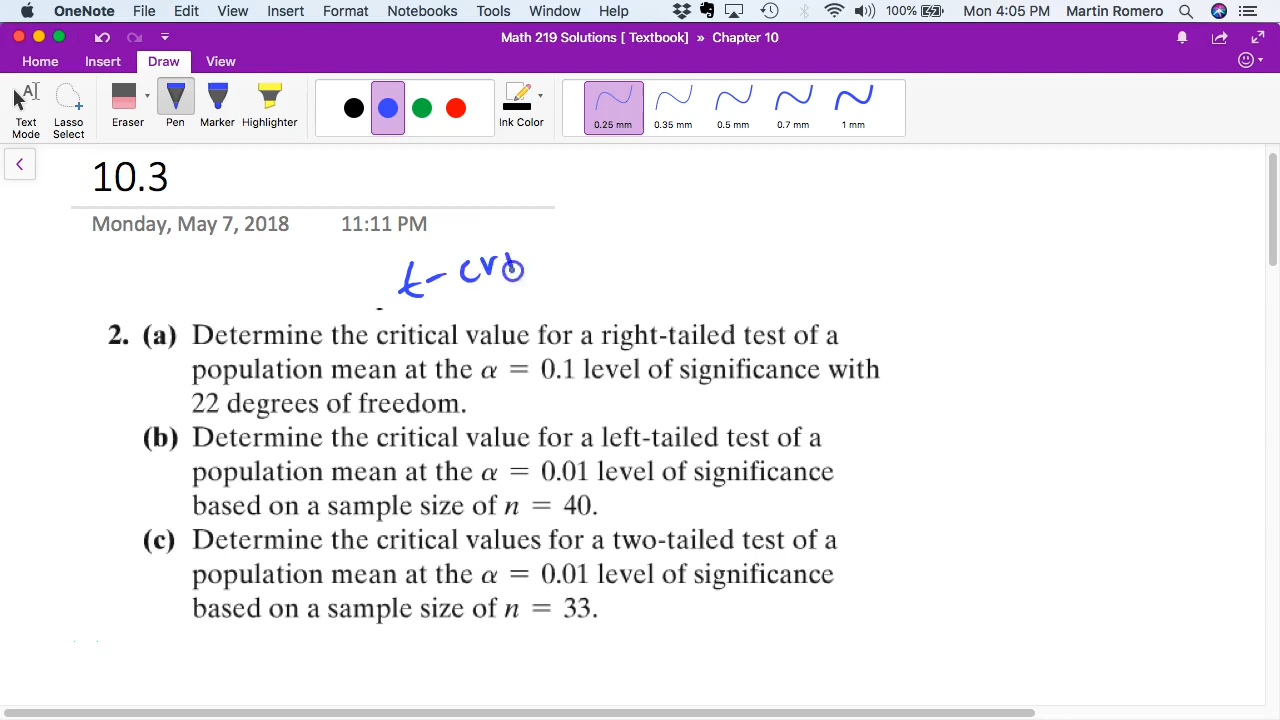 OneNote File Edit View Insert Format Notebooks Tools Window Help 100% Mon 4:05 PM Martin Romero
Math 219 Solutions [ Textbook] » Chapter 10
Home Insert Draw View
Text Mode Lasso Select Eraser Pen Marker Highlighter Ink Color 0.25 mm 0.35 mm 0.5 mm 0.7 mm 1 mm
10.3
Monday, May 7, 2018 11:11 PM
t-
2. (a) Determine the critical value for a right-tailed test of a
population mean at the α = 0.1 level of significance with
22 degrees of freedom.
(b) Determine the critical value for a left-tailed test of a
population mean at the α = 0.01 level of significance
based on a sample size of n = 40.
(c) Determine the critical values for a two-tailed test of a
population mean at the α = 0.01 level of significance
based on a sample size of n = 33.